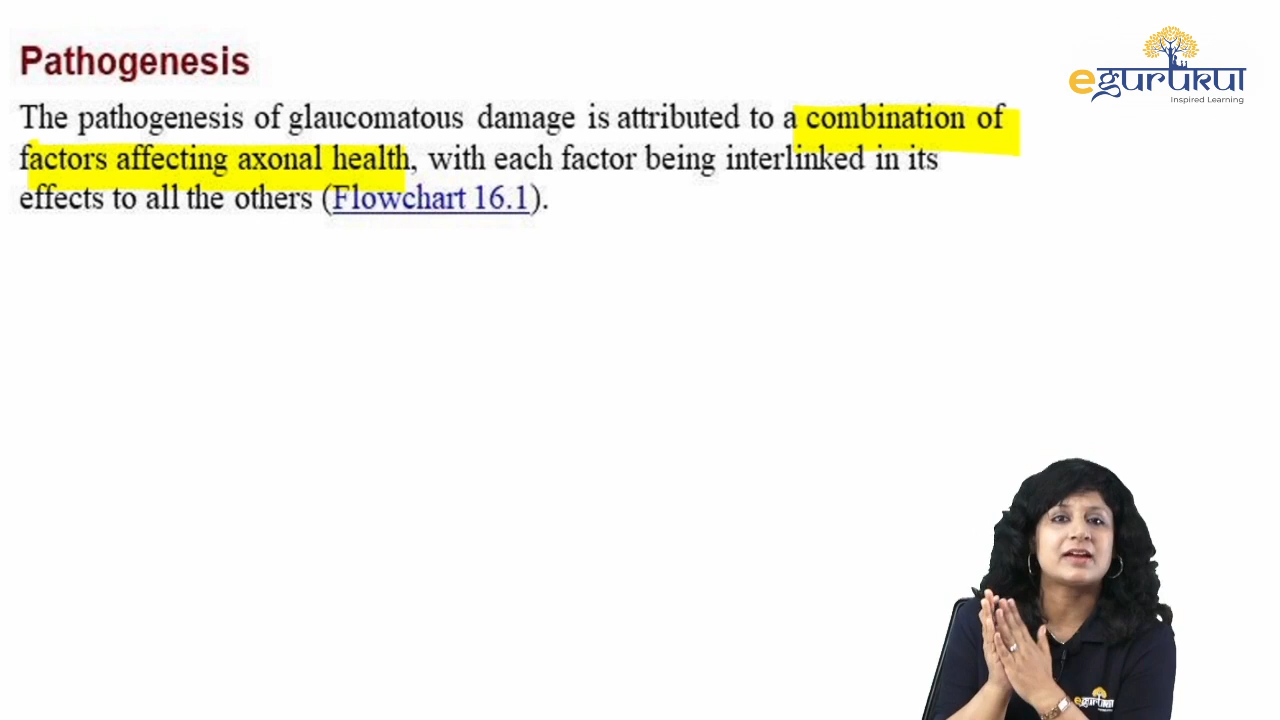 Pathogenesis
egurukul
Inspired Learning
The pathogenesis of glaucomatous damage is attributed to a combination of
factors affecting axonal health, with each factor being interlinked in its
effects to all the others (Flowchart 16.1).
egurukul